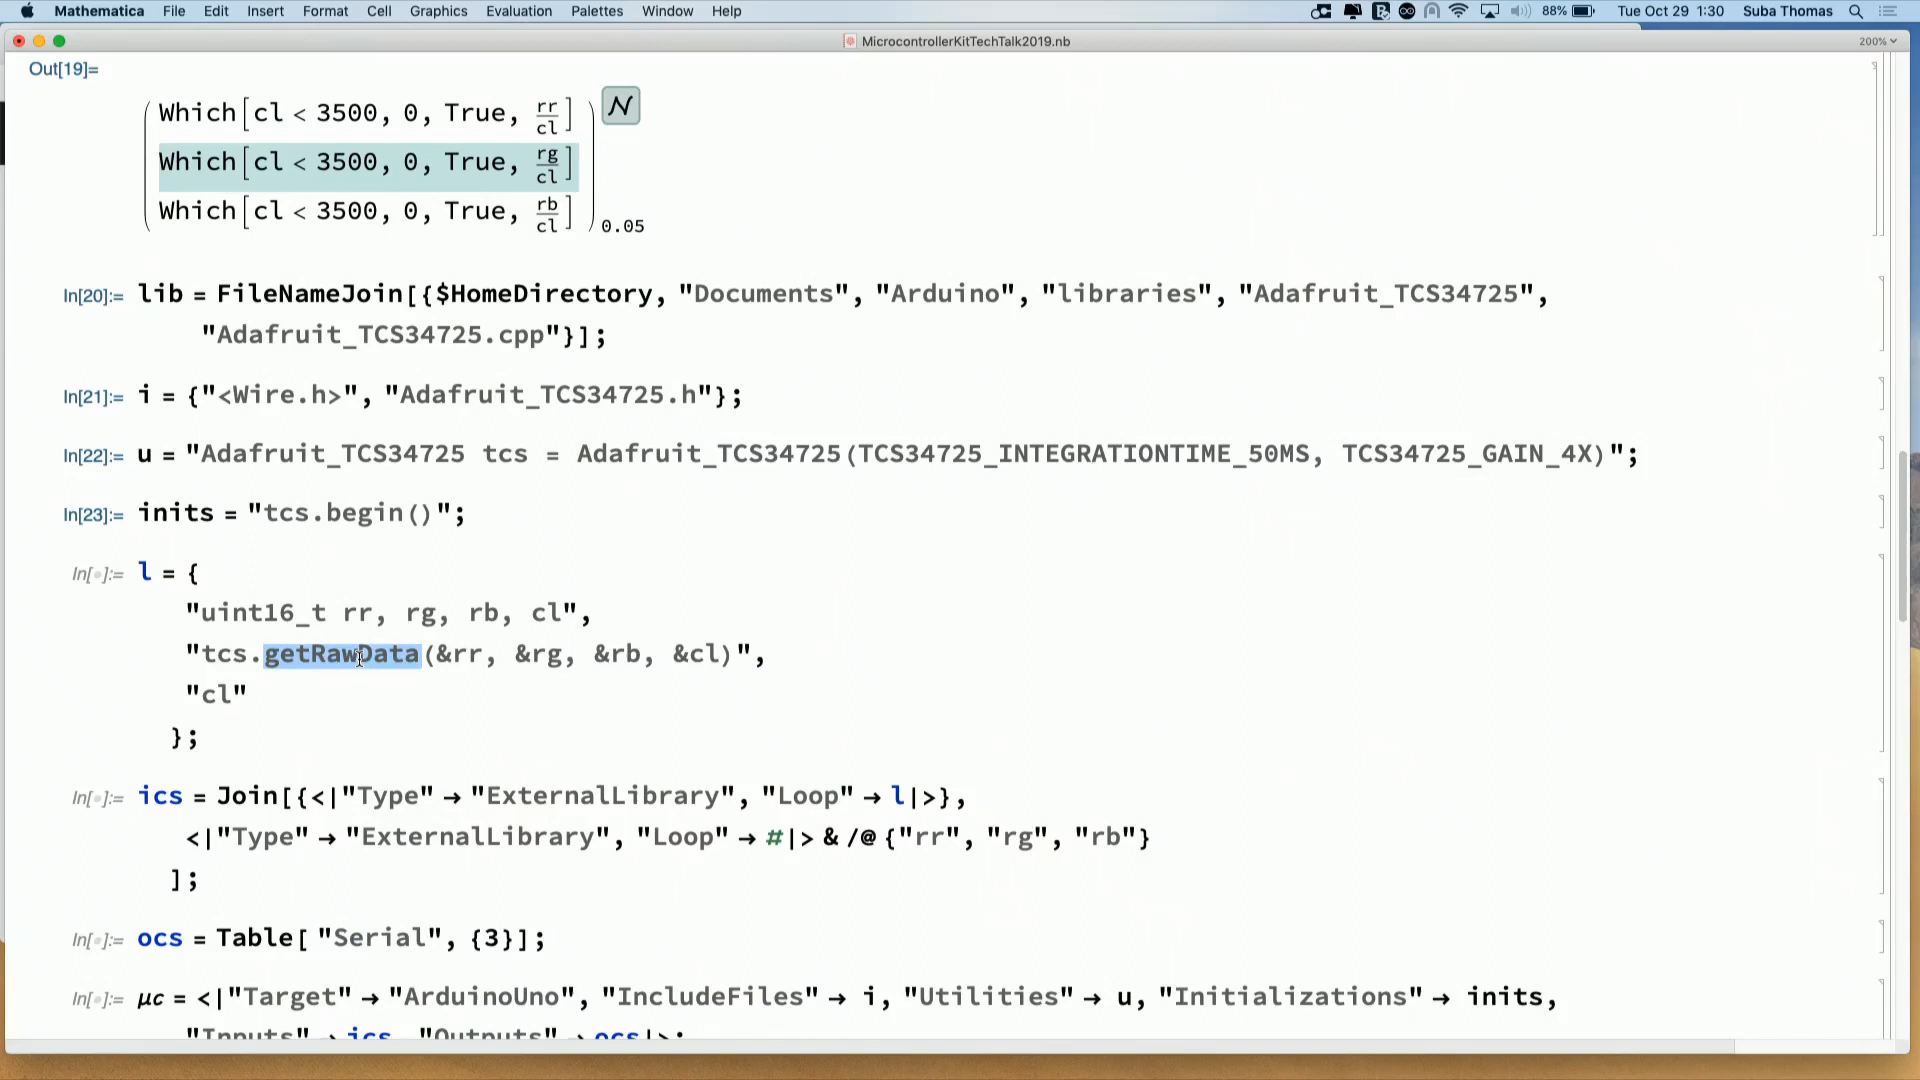 Mathematica File Edit Insert Format Cell Graphics Evaluation Palettes Window Help 88% Tue Oct 29 1:30 Suba Thomas
MicrocontrollerKitTechTalk2019.nb 200%
Out[19]=
Which[cl < 3500, 0, True, rr/cl] N
Which[cl < 3500, 0, True, rg/cl]
Which[cl < 3500, 0, True, rb/cl] 0.05
In[20]:= lib = FileNameJoin[{$HomeDirectory, "Documents", "Arduino", "libraries", "Adafruit_TCS34725",
"Adafruit_TCS34725.cpp"}];
In[21]:= i = {"<Wire.h>", "Adafruit_TCS34725.h"};
In[22]:= u = "Adafruit_TCS34725 tcs = Adafruit_TCS34725(TCS34725_INTEGRATIONTIME_50MS, TCS34725_GAIN_4X)";
In[23]:= inits = "tcs.begin()";
In[•]:= l = {
"uint16_t rr, rg, rb, cl",
"tcs.getRawData(&rr, &rg, &rb, &cl)",
"cl"
};
In[•]:= ics = Join[{<|"Type" → "ExternalLibrary", "Loop" → l|>},
<|"Type" → "ExternalLibrary", "Loop" → #|> & /@ {"rr", "rg", "rb"}
];
In[•]:= ocs = Table[ "Serial", {3}];
In[•]:= μc = <|"Target" → "ArduinoUno", "IncludeFiles" → i, "Utilities" → u, "Initializations" → inits,
"Inputs" → ics, "Outputs" → ocs|>;